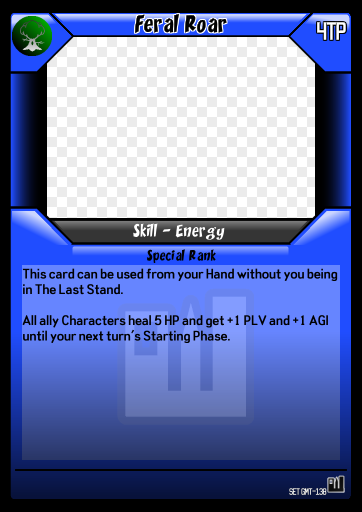 Feral Roar
4TP
Skill - Energy
Special Rank
This card can be used from your Hand without you being
in The Last Stand.
All ally Characters heal 5 HP and get +1 PLV and +1 AGI
until your next turn's Starting Phase.
SET GMT-138